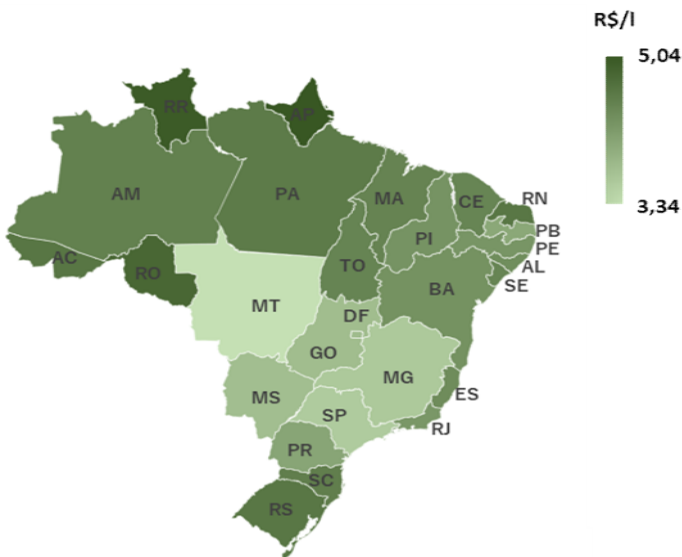 R$/l
5,04
3,34
RR
AP
AM
PA
MA
CE
RN
PB
PE
AL
SE
PI
AC
RO
TO
BA
MT
DF
GO
MG
ES
MS
SP
RJ
PR
SC
RS